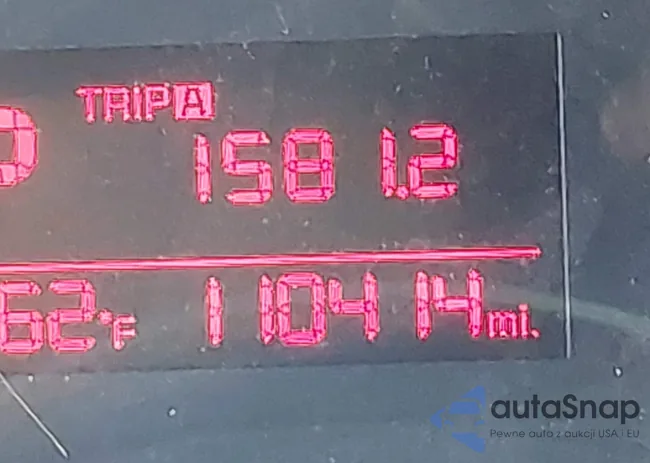 TRIP A
1581.2
62°F 110414 mi.
autaSnap
Pewne auta z aukcji USA i EU